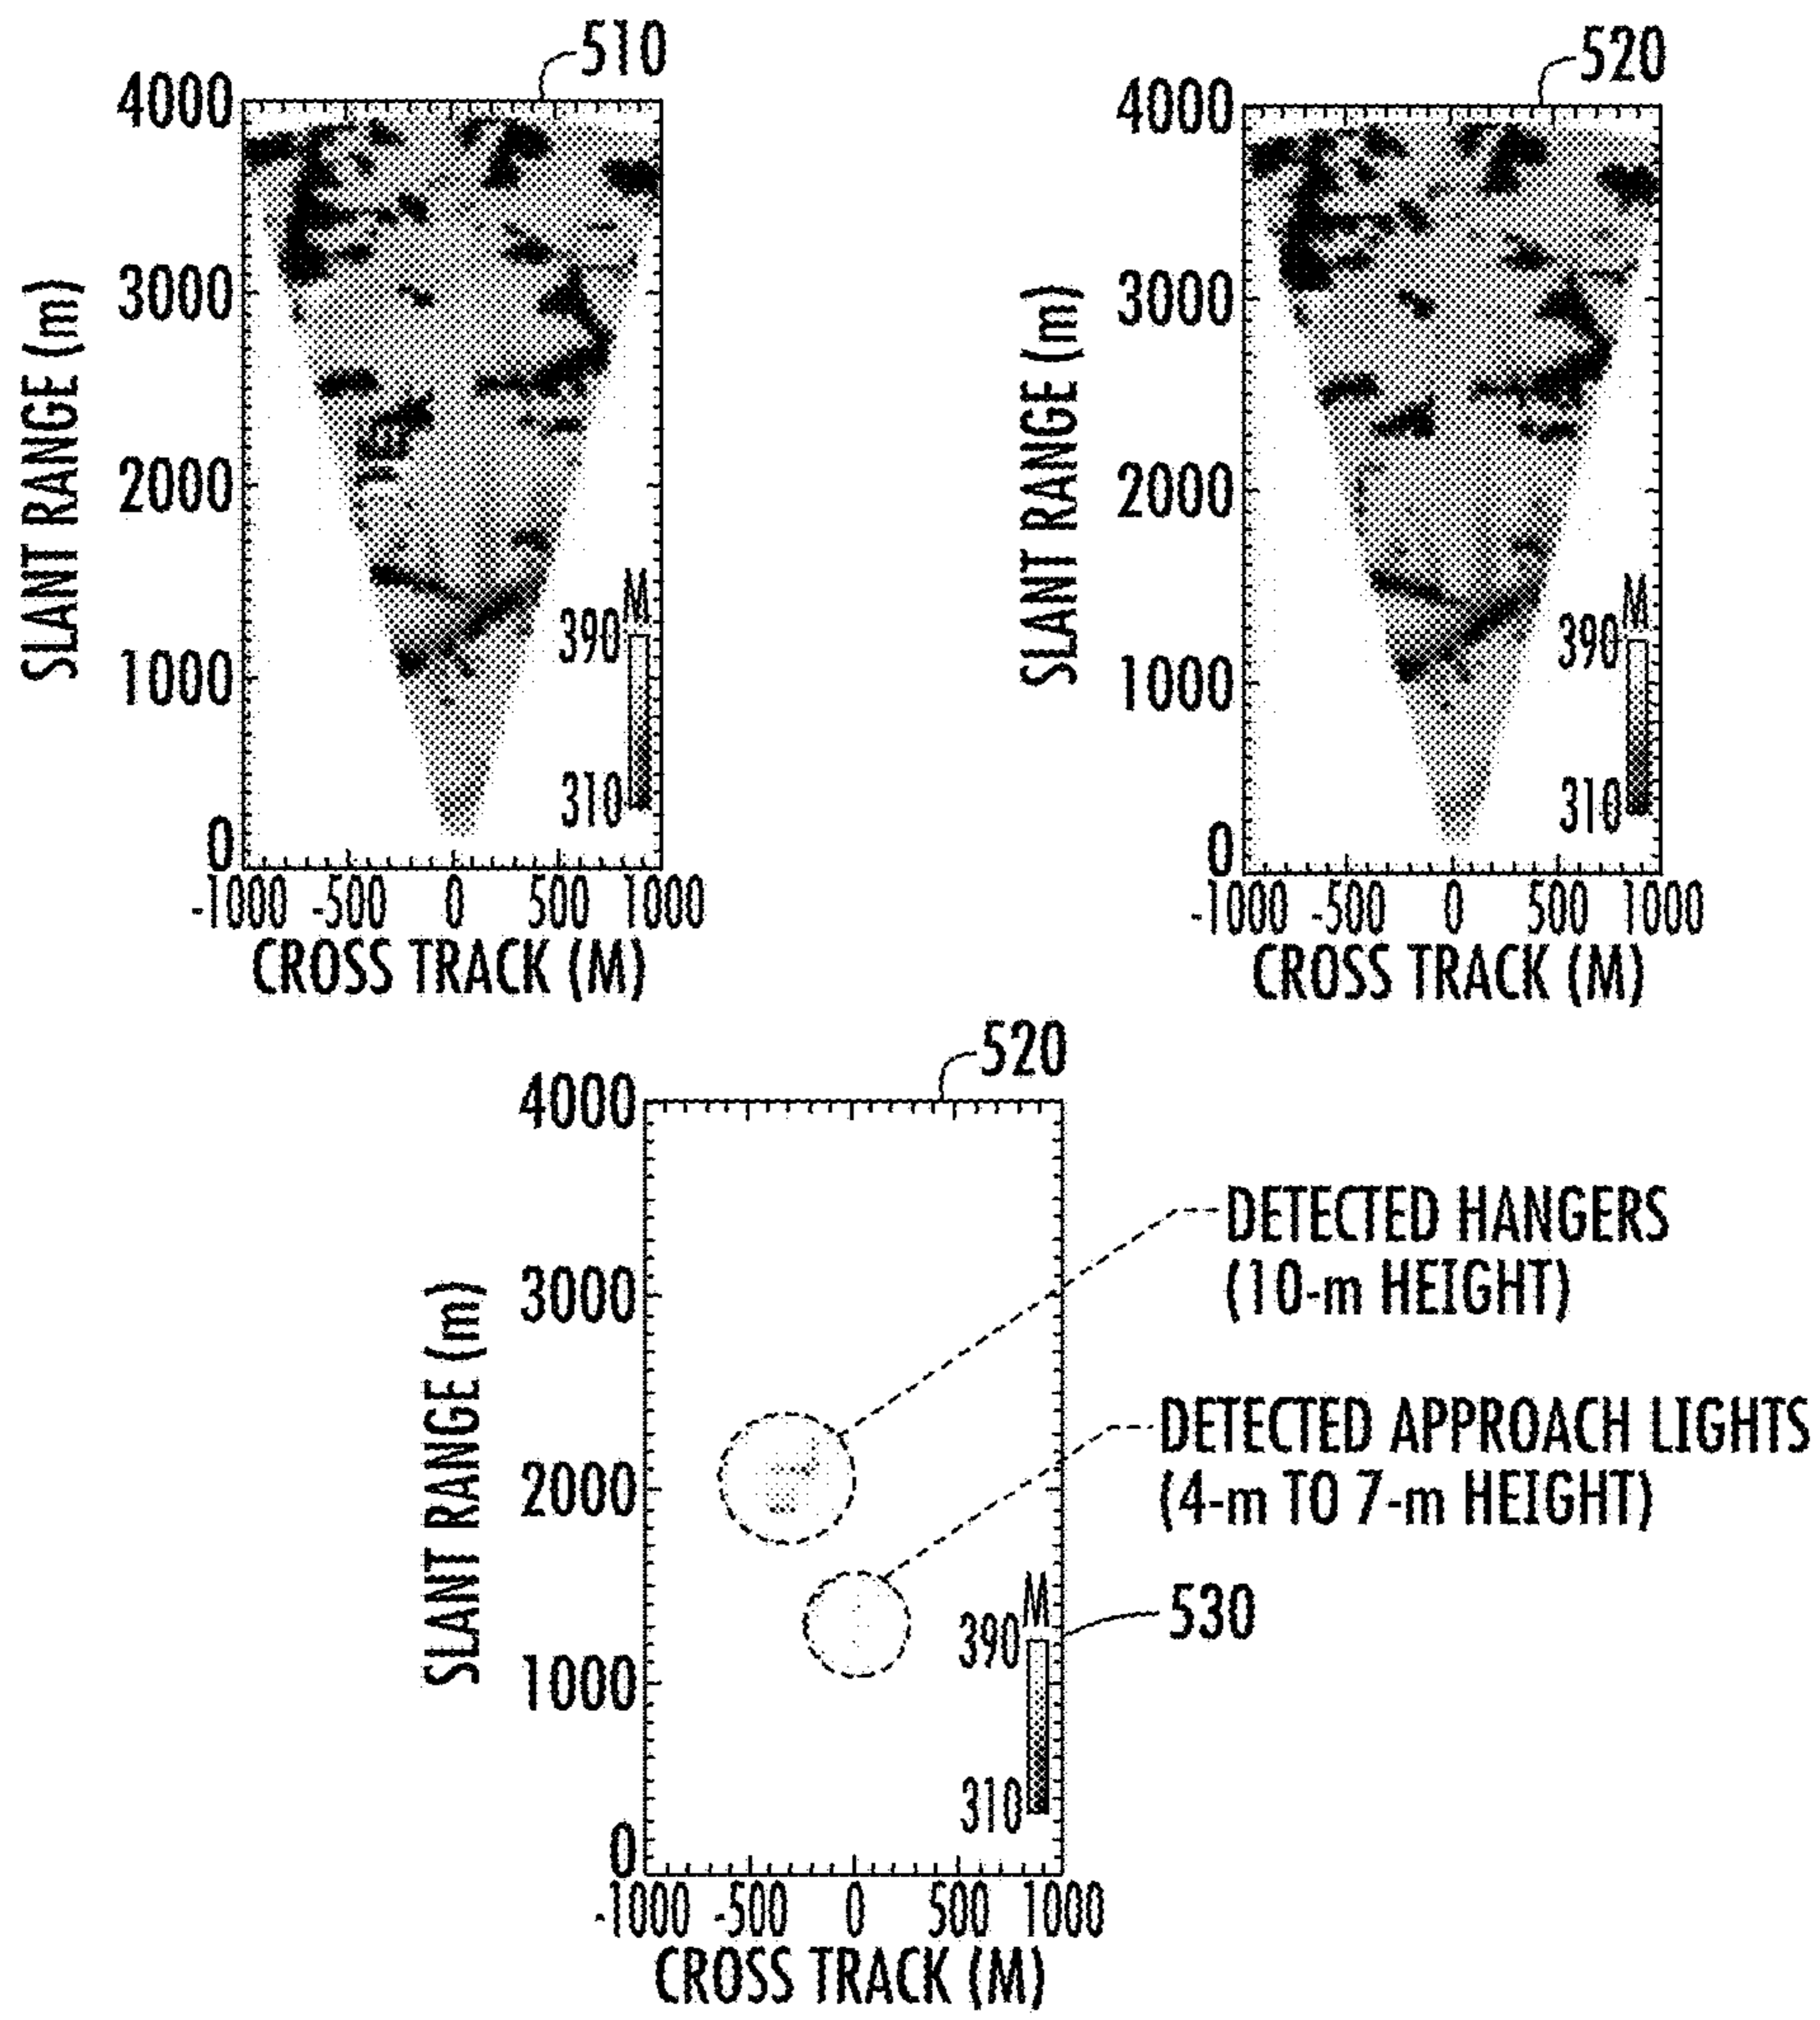 510
4000
3000
2000
1000
0
SLANT RANGE (m)
M
390
310
-1000 -500 0 500 1000
CROSS TRACK (M)
520
4000
3000
2000
1000
0
SLANT RANGE (m)
M
390
310
-1000 -500 0 500 1000
CROSS TRACK (M)
520
4000
3000
2000
1000
0
SLANT RANGE (m)
DETECTED HANGERS
(10-m HEIGHT)
DETECTED APPROACH LIGHTS
(4-m TO 7-m HEIGHT)
M
390
310
530
-1000 -500 0 500 1000
CROSS TRACK (M)